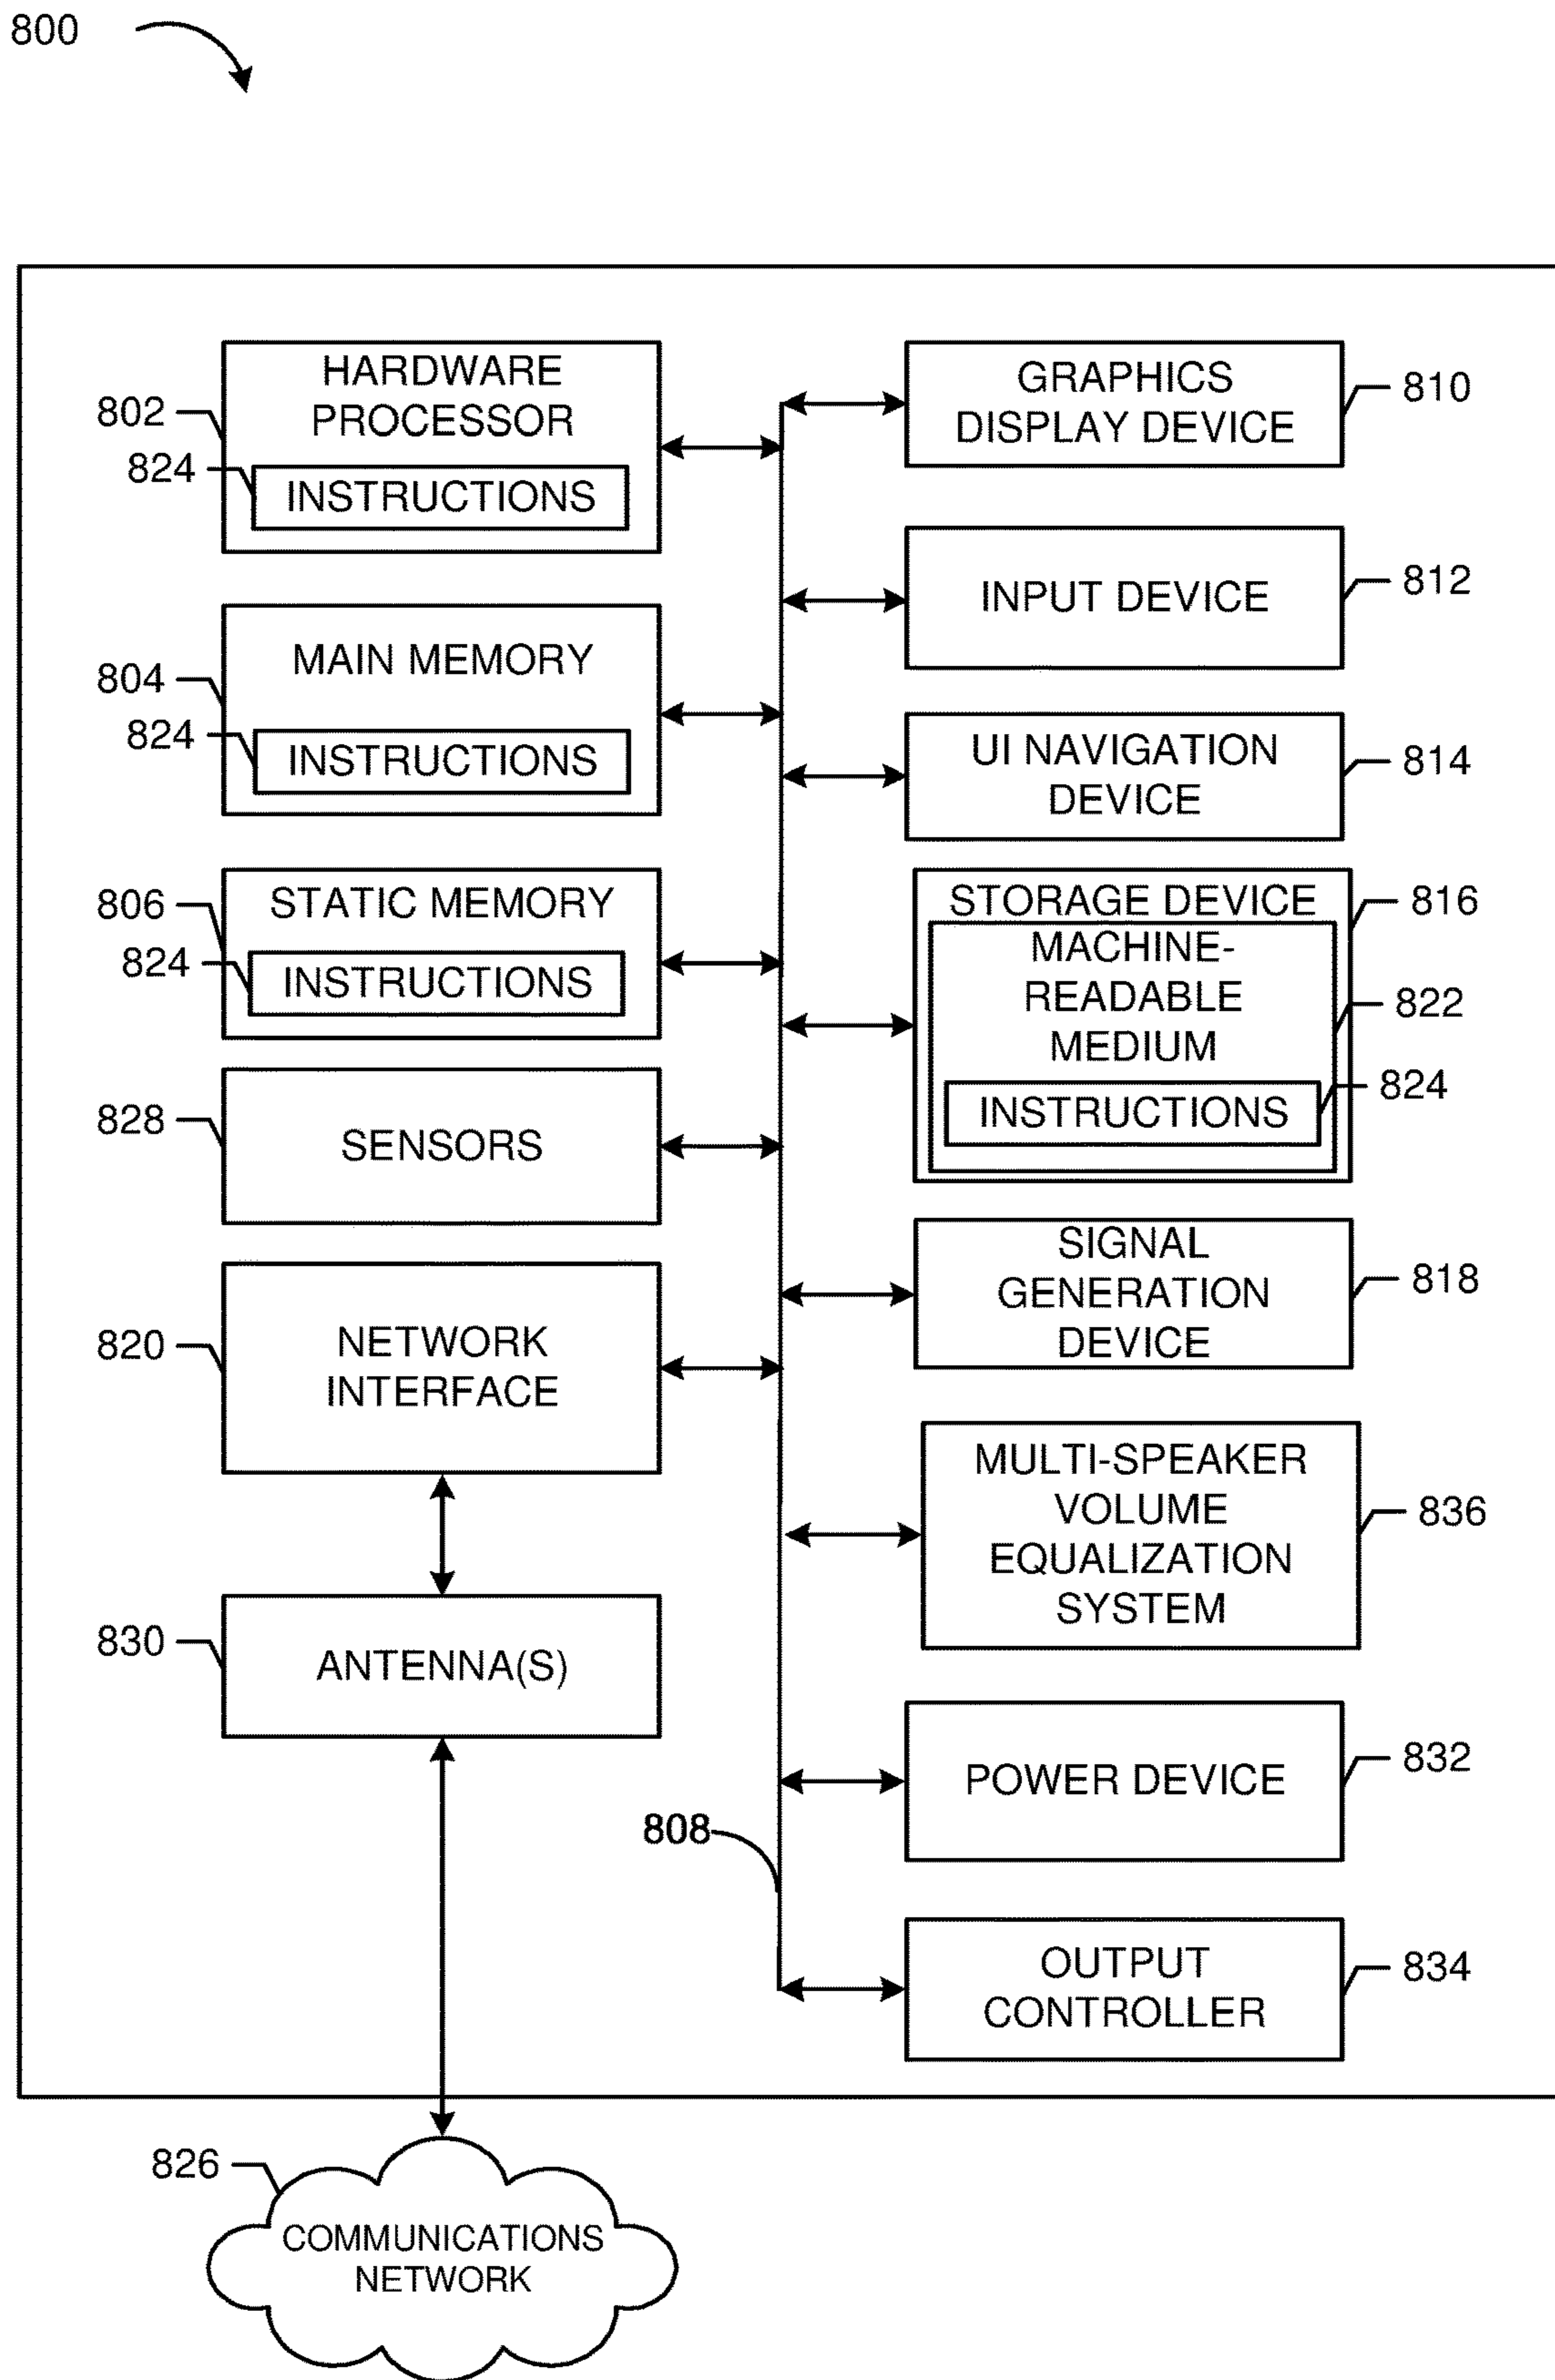 800
HARDWARE
PROCESSOR
802
824
INSTRUCTIONS
MAIN MEMORY
804
824
INSTRUCTIONS
STATIC MEMORY
806
824
INSTRUCTIONS
SENSORS
828
NETWORK
INTERFACE
820
ANTENNA(S)
830
808
GRAPHICS
DISPLAY DEVICE
810
INPUT DEVICE
812
UI NAVIGATION
DEVICE
814
STORAGE DEVICE
816
MACHINE-
READABLE
MEDIUM
822
INSTRUCTIONS
824
SIGNAL
GENERATION
DEVICE
818
MULTI-SPEAKER
VOLUME
EQUALIZATION
SYSTEM
836
POWER DEVICE
832
OUTPUT
CONTROLLER
834
826
COMMUNICATIONS
NETWORK